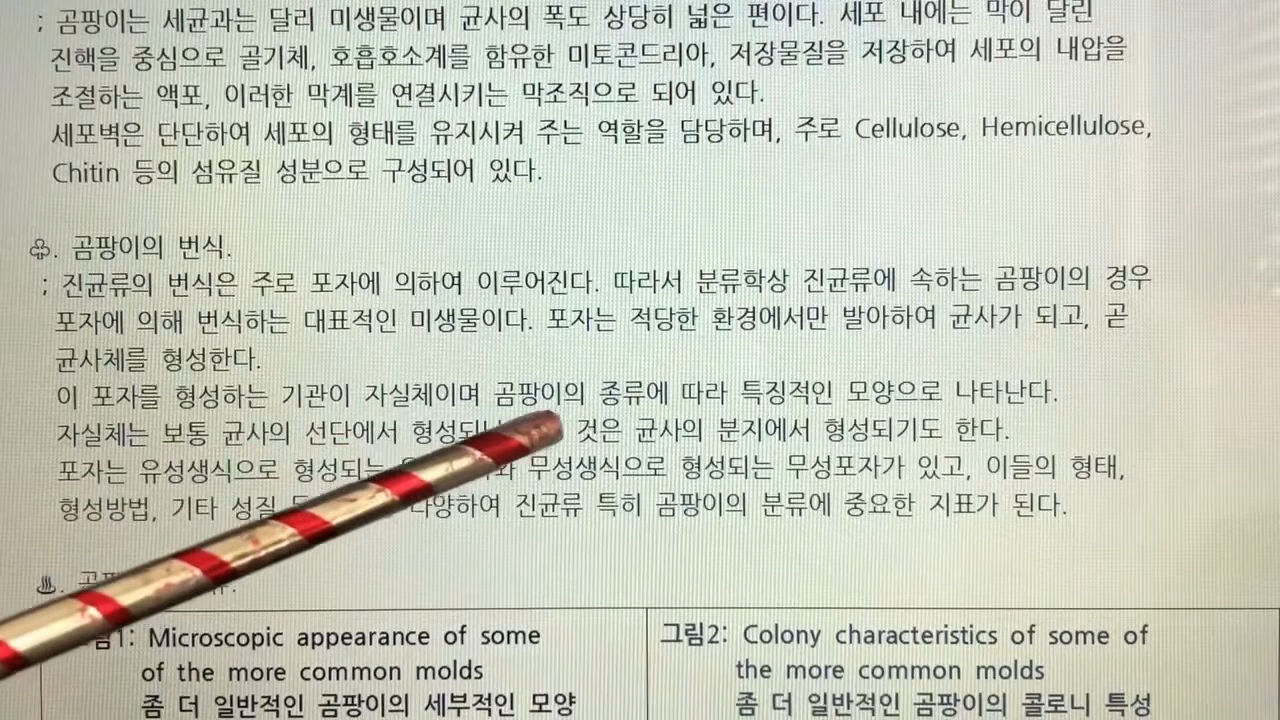 ; 곰팡이는 세균과는 달리 미생물이며 균사의 폭도 상당히 넓은 편이다. 세포 내에는 막이 달린
진핵을 중심으로 골기체, 호흡호소계를 함유한 미토콘드리아, 저장물질을 저장하여 세포의 내압을
조절하는 액포, 이러한 막계를 연결시키는 막조직으로 되어 있다.
세포벽은 단단하여 세포의 형태를 유지시켜 주는 역할을 담당하며, 주로 Cellulose, Hemicellulose,
Chitin 등의 섬유질 성분으로 구성되어 있다.
♧. 곰팡이의 번식.
; 진균류의 번식은 주로 포자에 의하여 이루어진다. 따라서 분류학상 진균류에 속하는 곰팡이의 경우
포자에 의해 번식하는 대표적인 미생물이다. 포자는 적당한 환경에서만 발아하여 균사가 되고, 곧
균사체를 형성한다.
이 포자를 형성하는 기관이 자실체이며 곰팡이의 종류에 따라 특징적인 모양으로 나타난다.
자실체는 보통 균사의 선단에서 것은 균사의 분지에서 형성되기도 한다.
포자는 유성생식으로 형성되는 무성생식으로 형성되는 무성포자가 있고, 이들의 형태,
형성방법, 기타 성질 다양하여 진균류 특히 곰팡이의 분류에 중요한 지표가 된다.
♨.
그림1: Microscopic appearance of some
of the more common molds
좀 더 일반적인 곰팡이의 세부적인 모양
그림2: Colony characteristics of some of
the more common molds
좀 더 일반적인 곰팡이의 콜로니 특성